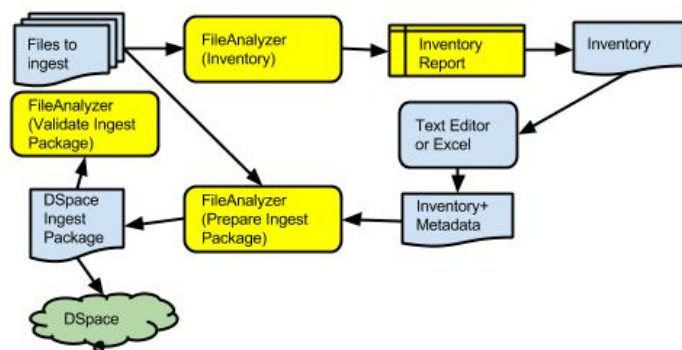 Files to
ingest
FileAnalyzer
(Inventory)
Inventory
Report
Inventory
FileAnalyzer
(Validate Ingest
Package)
Text Editor
or Excel
DSpace
Ingest
Package
FileAnalyzer
(Prepare Ingest
Package)
Inventory+
Metadata
DSpace